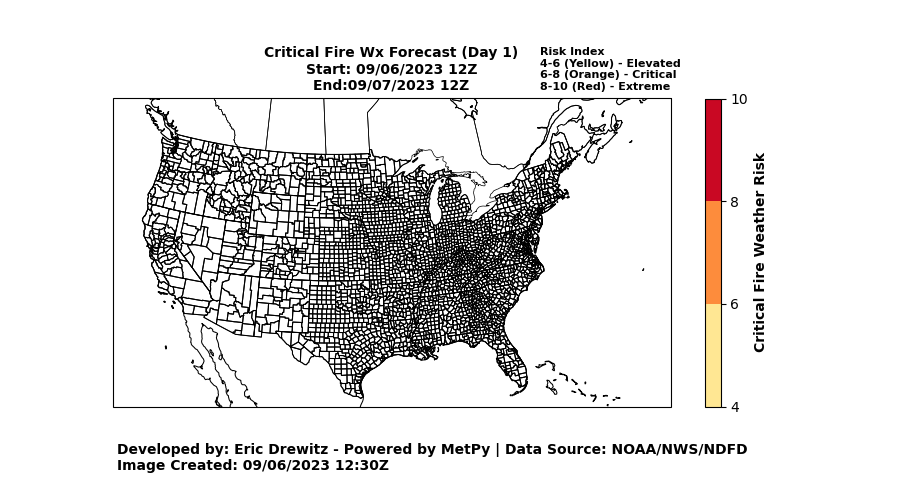 Critical Fire Wx Forecast (Day 1)
Start: 09/06/2023 12Z
End:09/07/2023 12Z
Risk Index
4-6 (Yellow) - Elevated
6-8 (Orange) - Critical
8-10 (Red) - Extreme
10
8
6
4
Critical Fire Weather Risk
Developed by: Eric Drewitz - Powered by MetPy | Data Source: NOAA/NWS/NDFD
Image Created: 09/06/2023 12:30Z